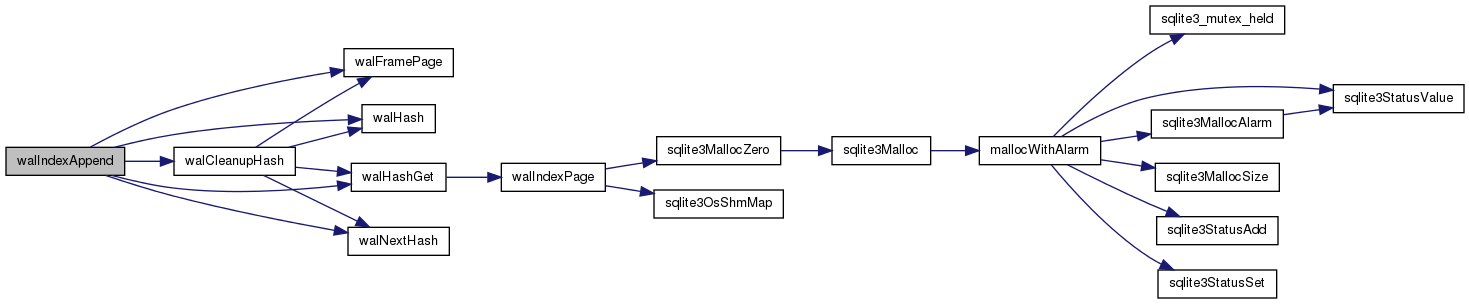 walIndexAppend
walFramePage
walHash
walCleanupHash
walHashGet
walNextHash
walIndexPage
sqlite3MallocZero
sqlite3OsShmMap
sqlite3Malloc
mallocWithAlarm
sqlite3_mutex_held
sqlite3StatusValue
sqlite3MallocAlarm
sqlite3MallocSize
sqlite3StatusAdd
sqlite3StatusSet